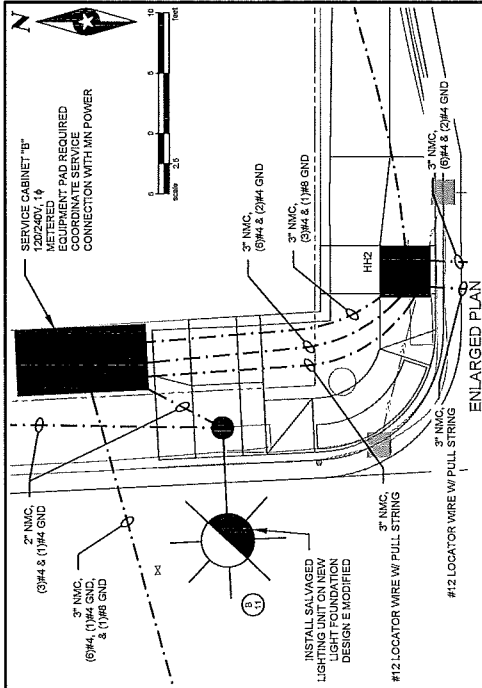 N
10
5
0
2.5
5
feet
scale
SERVICE CABINET "B"
120/240V, 1ϕ
METERED
EQUIPMENT PAD REQUIRED
COORDINATE SERVICE
CONNECTION WITH MN POWER
2" NMC,
(3)#4 & (1)#4 GND
3" NMC,
(6)#4, (1)#4 GND,
& (1)#8 GND
3" NMC,
(6)#4 & (2)#4 GND
3" NMC,
(3)#4 & (1)#8 GND
HH2
3" NMC,
(6)#4 & (2)#4 GND
B
11
INSTALL SALVAGED
LIGHTING UNIT ON NEW
LIGHT FOUNDATION
DESIGN E MODIFIED
3" NMC,
#12 LOCATOR WIRE W/ PULL STRING
3" NMC,
#12 LOCATOR WIRE W/ PULL STRING
ENLARGED PLAN